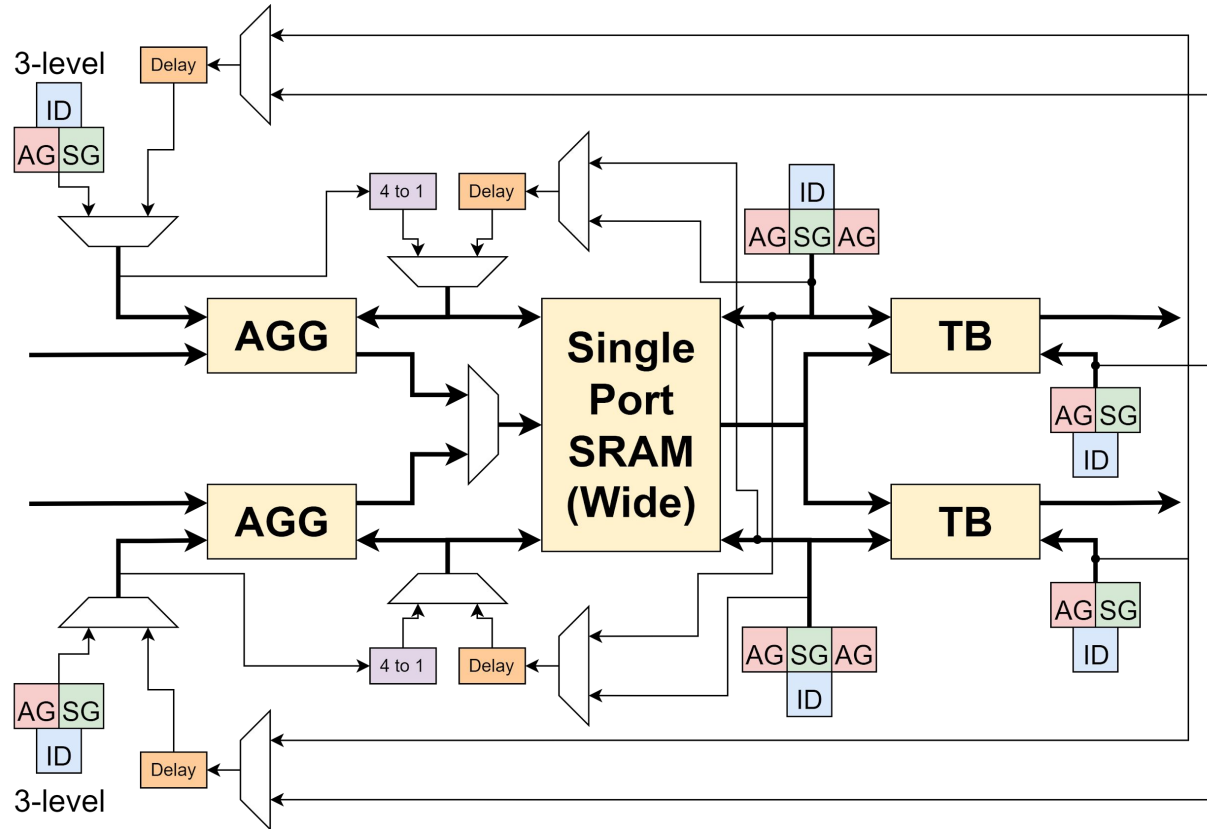 3-level
ID
AG SG
Delay
4 to 1
Delay
ID
AG SG AG
AGG
Single
Port
SRAM
(Wide)
TB
AG SG
ID
AGG
TB
AG SG
ID
4 to 1
Delay
AG SG AG
ID
AG SG
ID
3-level
Delay